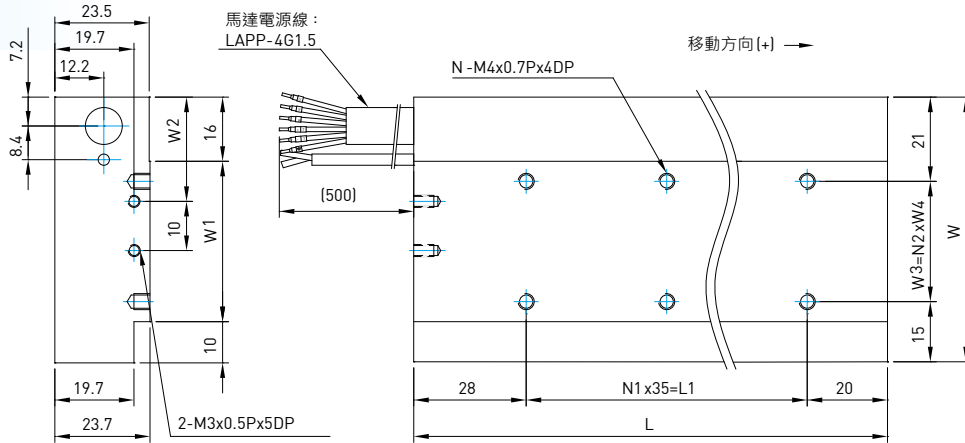 23.5
19.7
12.2
7.2
8.4
W2
16
10
W1
10
19.7
23.7
2-M3x0.5Px5DP
馬達電源線：
LAPP-4G1.5
(500)
N -M4x0.7Px4DP
移動方向(+)
21
W3=N2xW4
W
15
28
N1x35=L1
20
L